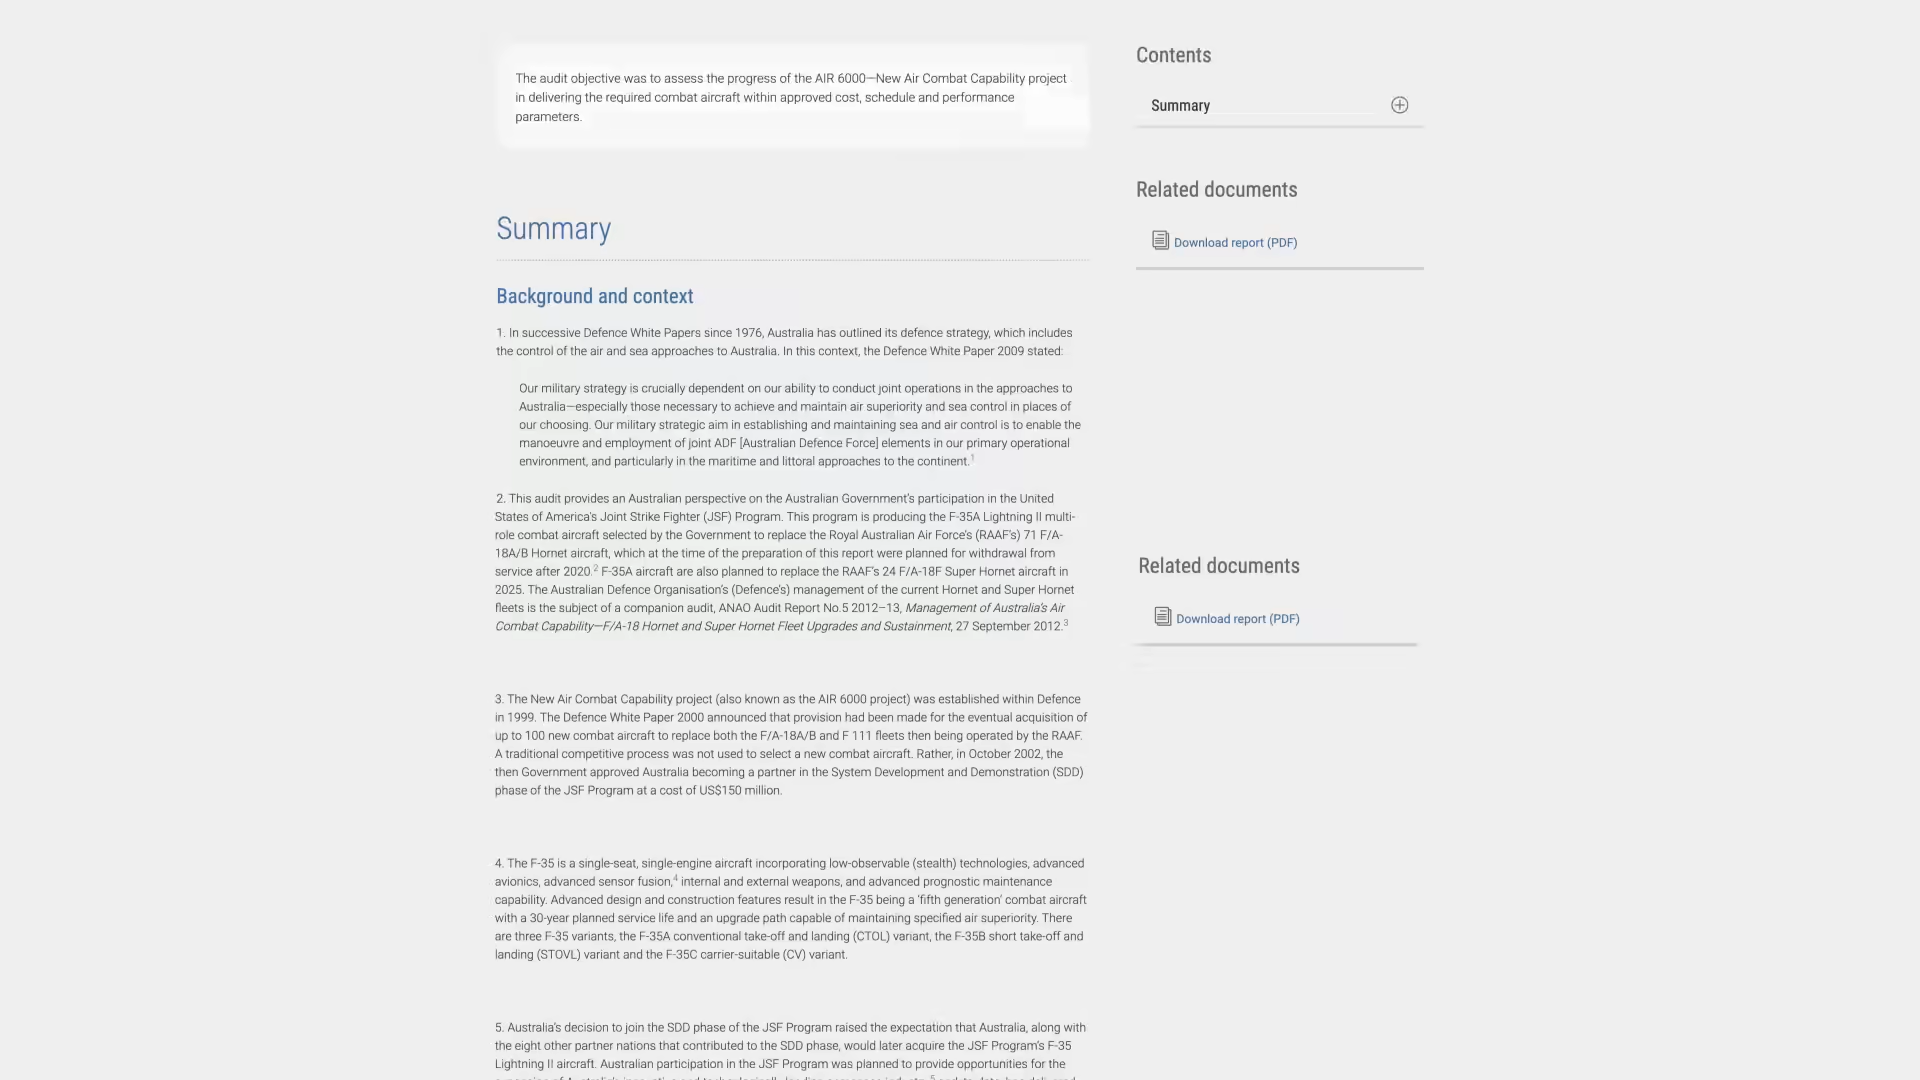 The audit objective was to assess the progress of the AIR 6000—New Air Combat Capability project
in delivering the required combat aircraft within approved cost, schedule and performance
parameters.
Summary
Background and context
1. In successive Defence White Papers since 1976, Australia has outlined its defence strategy, which includes
the control of the air and sea approaches to Australia. In this context, the Defence White Paper 2009 stated:
Our military strategy is crucially dependent on our ability to conduct joint operations in the approaches to
Australia—especially those necessary to achieve and maintain air superiority and sea control in places of
our choosing. Our military strategic aim in establishing and maintaining sea and air control is to enable the
manoeuvre and employment of joint ADF [Australian Defence Force] elements in our primary operational
environment, and particularly in the maritime and littoral approaches to the continent.1
2. This audit provides an Australian perspective on the Australian Government's participation in the United
States of America's Joint Strike Fighter (JSF) Program. This program is producing the F-35A Lightning II multi-
role combat aircraft selected by the Government to replace the Royal Australian Air Force's (RAAF's) 71 F/A-
18A/B Hornet aircraft, which at the time of the preparation of this report were planned for withdrawal from
service after 2020.2 F-35A aircraft are also planned to replace the RAAF's 24 F/A-18F Super Hornet aircraft in
2025. The Australian Defence Organisation's (Defence's) management of the current Hornet and Super Hornet
fleets is the subject of a companion audit, ANAO Audit Report No.5 2012–13, Management of Australia's Air
Combat Capability—F/A-18 Hornet and Super Hornet Fleet Upgrades and Sustainment, 27 September 2012.3
3. The New Air Combat Capability project (also known as the AIR 6000 project) was established within Defence
in 1999. The Defence White Paper 2000 announced that provision had been made for the eventual acquisition of
up to 100 new combat aircraft to replace both the F/A-18A/B and F 111 fleets then being operated by the RAAF.
A traditional competitive process was not used to select a new combat aircraft. Rather, in October 2002, the
then Government approved Australia becoming a partner in the System Development and Demonstration (SDD)
phase of the JSF Program at a cost of US$150 million.
4. The F-35 is a single-seat, single-engine aircraft incorporating low-observable (stealth) technologies, advanced
avionics, advanced sensor fusion,4 internal and external weapons, and advanced prognostic maintenance
capability. Advanced design and construction features result in the F-35 being a 'fifth generation' combat aircraft
with a 30-year planned service life and an upgrade path capable of maintaining specified air superiority. There
are three F-35 variants, the F-35A conventional take-off and landing (CTOL) variant, the F-35B short take-off and
landing (STOVL) variant and the F-35C carrier-suitable (CV) variant.
5. Australia's decision to join the SDD phase of the JSF Program raised the expectation that Australia, along with
the eight other partner nations that contributed to the SDD phase, would later acquire the JSF Program's F-35
Lightning II aircraft. Australian participation in the JSF Program was planned to provide opportunities for the
Contents
Summary
Related documents
Download report (PDF)
Related documents
Download report (PDF)